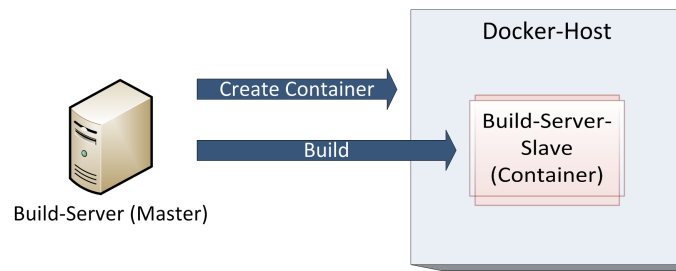 Docker-Host
Create Container
Build-Server-
Slave
(Container)
Build
Build-Server (Master)